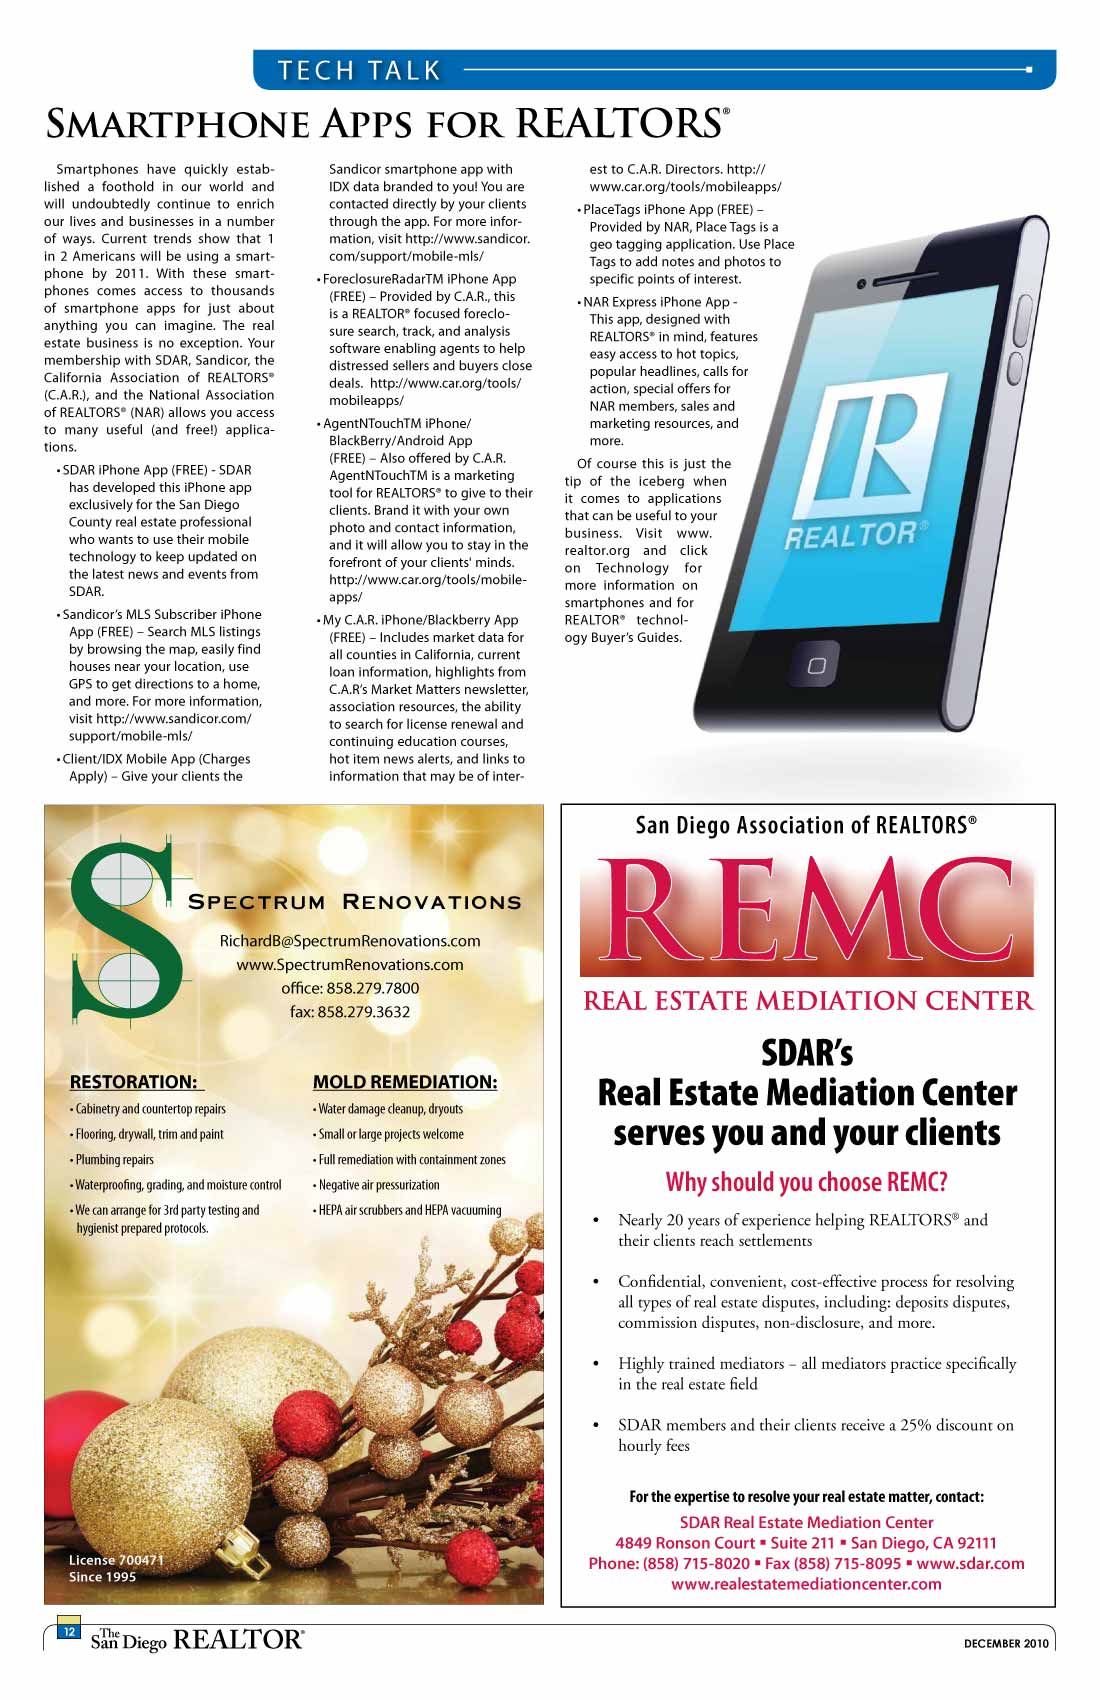 TECH TALK
SMARTPHONE APPS FOR REALTORS®
Smartphones have quickly estab-
lished a foothold in our world and
will undoubtedly continue to enrich
our lives and businesses in a number
of ways. Current trends show that 1
in 2 Americans will be using a smart-
phone by 2011. With these smart-
phones comes access to thousands
of smartphone apps for just about
anything you can imagine. The real
estate business is no exception. Your
membership with SDAR, Sandicor, the
California Association of REALTORS®
(C.A.R.), and the National Association
of REALTORS® (NAR) allows you access
to many useful (and free!) applica-
tions.
• SDAR iPhone App (FREE) - SDAR
has developed this iPhone app
exclusively for the San Diego
County real estate professional
who wants to use their mobile
technology to keep updated on
the latest news and events from
SDAR.
• Sandicor's MLS Subscriber iPhone
App (FREE) – Search MLS listings
by browsing the map, easily find
houses near your location, use
GPS to get directions to a home,
and more. For more information,
visit http://www.sandicor.com/
support/mobile-mls/
• Client/IDX Mobile App (Charges
Apply) – Give your clients the
Sandicor smartphone app with
IDX data branded to you! You are
contacted directly by your clients
through the app. For more infor-
mation, visit http://www.sandicor.
com/support/mobile-mls/
• ForeclosureRadarTM iPhone App
(FREE) – Provided by C.A.R., this
is a REALTOR® focused foreclo-
sure search, track, and analysis
software enabling agents to help
distressed sellers and buyers close
deals. http://www.car.org/tools/
mobileapps/
• AgentNTouchTM iPhone/
BlackBerry/Android App
(FREE) – Also offered by C.A.R.
AgentNTouchTM is a marketing
tool for REALTORS® to give to their
clients. Brand it with your own
photo and contact information,
and it will allow you to stay in the
forefront of your clients' minds.
http://www.car.org/tools/mobile-
apps/
• My C.A.R. iPhone/Blackberry App
(FREE) – Includes market data for
all counties in California, current
loan information, highlights from
C.A.R's Market Matters newsletter,
association resources, the ability
to search for license renewal and
continuing education courses,
hot item news alerts, and links to
information that may be of inter-
est to C.A.R. Directors. http://
www.car.org/tools/mobileapps/
• PlaceTags iPhone App (FREE) –
Provided by NAR, Place Tags is a
geo tagging application. Use Place
Tags to add notes and photos to
specific points of interest.
• NAR Express iPhone App -
This app, designed with
REALTORS® in mind, features
easy access to hot topics,
popular headlines, calls for
action, special offers for
NAR members, sales and
marketing resources, and
more.
Of course this is just the
tip of the iceberg when
it comes to applications
that can be useful to your
business. Visit www.
realtor.org and click
on Technology for
more information on
smartphones and for
REALTOR® technol-
ogy Buyer's Guides.
R
REALTOR®
S
SPECTRUM RENOVATIONS
RichardB@SpectrumRenovations.com
www.SpectrumRenovations.com
office: 858.279.7800
fax: 858.279.3632
RESTORATION:
• Cabinetry and countertop repairs
• Flooring, drywall, trim and paint
• Plumbing repairs
• Waterproofing, grading, and moisture control
• We can arrange for 3rd party testing and
hygienist prepared protocols.
MOLD REMEDIATION:
• Water damage cleanup, dryouts
• Small or large projects welcome
• Full remediation with containment zones
• Negative air pressurization
• HEPA air scrubbers and HEPA vacuuming
License 700471
Since 1995
San Diego Association of REALTORS®
REMC
REAL ESTATE MEDIATION CENTER
SDAR's
Real Estate Mediation Center
serves you and your clients
Why should you choose REMC?
• Nearly 20 years of experience helping REALTORS® and
their clients reach settlements
• Confidential, convenient, cost-effective process for resolving
all types of real estate disputes, including: deposits disputes,
commission disputes, non-disclosure, and more.
• Highly trained mediators – all mediators practice specifically
in the real estate field
• SDAR members and their clients receive a 25% discount on
hourly fees
For the expertise to resolve your real estate matter, contact:
SDAR Real Estate Mediation Center
4849 Ronson Court ▪ Suite 211 ▪ San Diego, CA 92111
Phone: (858) 715-8020 ▪ Fax (858) 715-8095 ▪ www.sdar.com
www.realestatemediationcenter.com
12
The San Diego REALTOR®
DECEMBER 2010